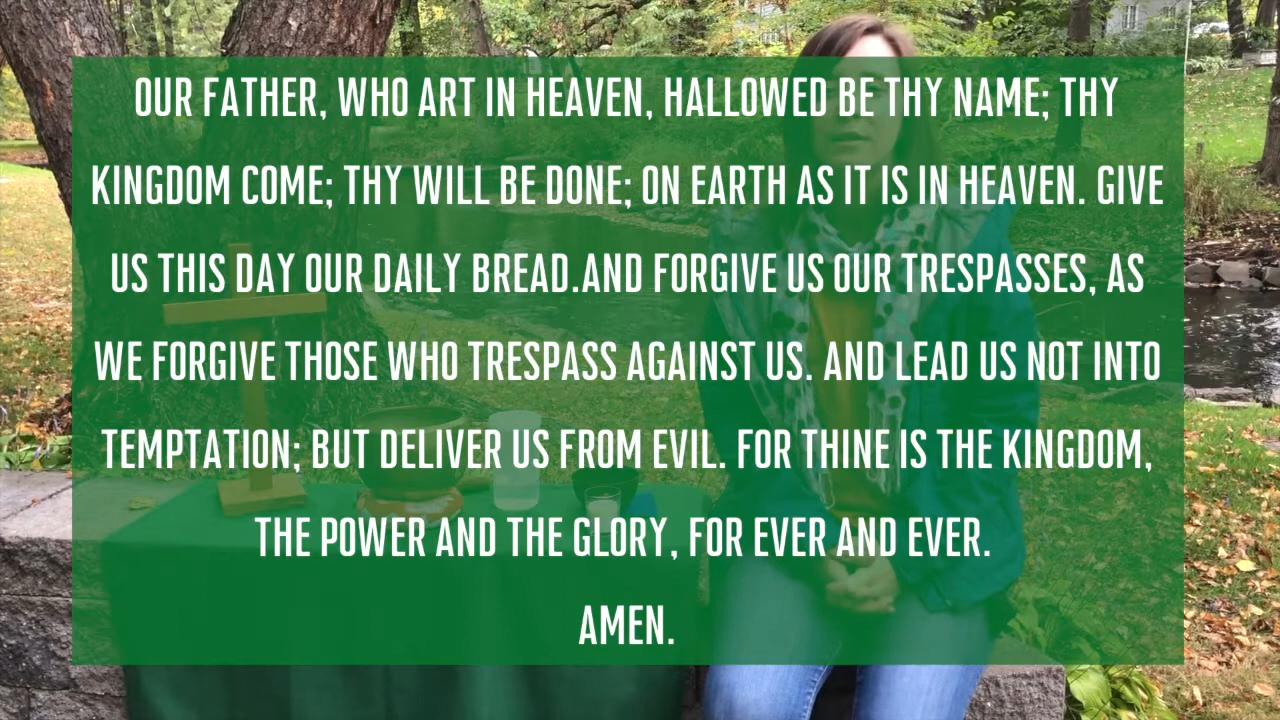 OUR FATHER, WHO ART IN HEAVEN, HALLOWED BE THY NAME; THY
KINGDOM COME; THY WILL BE DONE; ON EARTH AS IT IS IN HEAVEN. GIVE
US THIS DAY OUR DAILY BREAD.AND FORGIVE US OUR TRESPASSES, AS
WE FORGIVE THOSE WHO TRESPASS AGAINST US. AND LEAD US NOT INTO
TEMPTATION; BUT DELIVER US FROM EVIL. FOR THINE IS THE KINGDOM,
THE POWER AND THE GLORY, FOR EVER AND EVER.
AMEN.